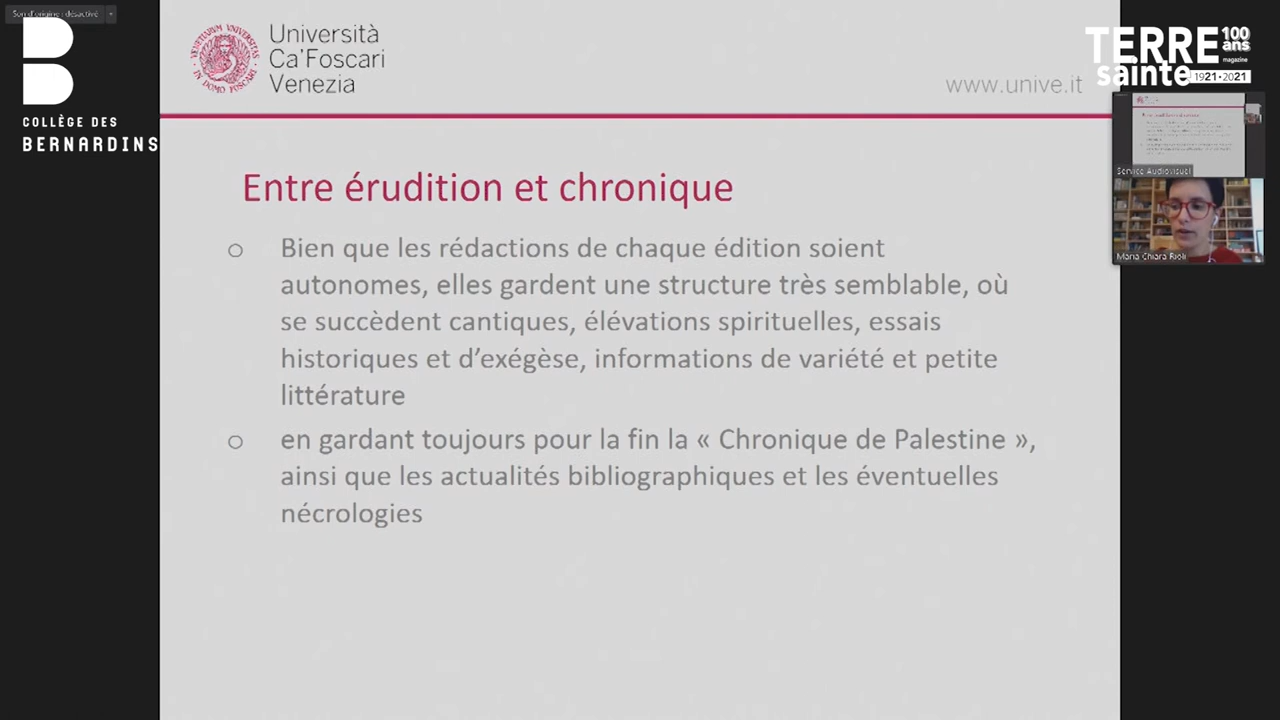 Son d'origine : désactivé
COLLÈGE DES
BERNARDINS
Università
Ca'Foscari
Venezia
www.unive.it
TERRE
sainte
100
ans
magazine
1921·2021
Service Audiovisuel
Maria Chiara Rioli
Entre érudition et chronique
o Bien que les rédactions de chaque édition soient
autonomes, elles gardent une structure très semblable, où
se succèdent cantiques, élévations spirituelles, essais
historiques et d'exégèse, informations de variété et petite
littérature
o en gardant toujours pour la fin la « Chronique de Palestine »,
ainsi que les actualités bibliographiques et les éventuelles
nécrologies